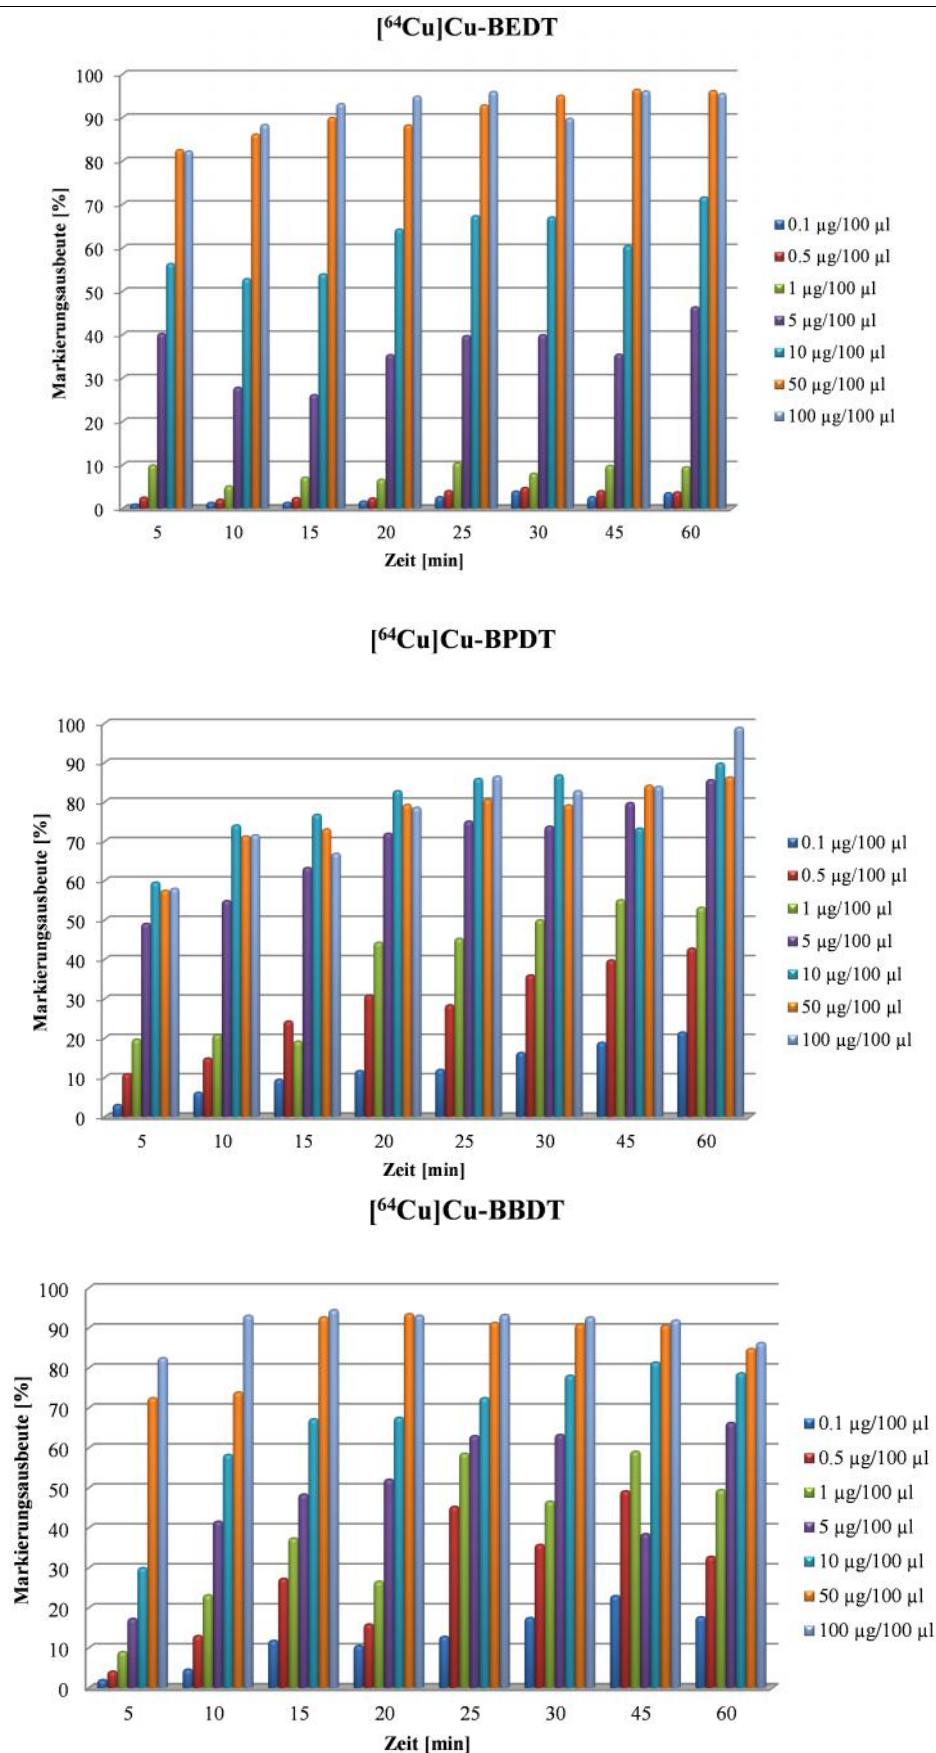 [⁶⁴Cu]Cu-BEDT
100
90
80
70
60
50
40
30
20
10
0
Markierungsausbeute [%]
5 10 15 20 25 30 45 60
Zeit [min]
0.1 µg/100 µl
0.5 µg/100 µl
1 µg/100 µl
5 µg/100 µl
10 µg/100 µl
50 µg/100 µl
100 µg/100 µl
[⁶⁴Cu]Cu-BPDT
100
90
80
70
60
50
40
30
20
10
0
Markierungsausbeute [%]
5 10 15 20 25 30 45 60
Zeit [min]
0.1 µg/100 µl
0.5 µg/100 µl
1 µg/100 µl
5 µg/100 µl
10 µg/100 µl
50 µg/100 µl
100 µg/100 µl
[⁶⁴Cu]Cu-BBDT
100
90
80
70
60
50
40
30
20
10
0
Markierungsausbeute [%]
5 10 15 20 25 30 45 60
Zeit [min]
0.1 µg/100 µl
0.5 µg/100 µl
1 µg/100 µl
5 µg/100 µl
10 µg/100 µl
50 µg/100 µl
100 µg/100 µl